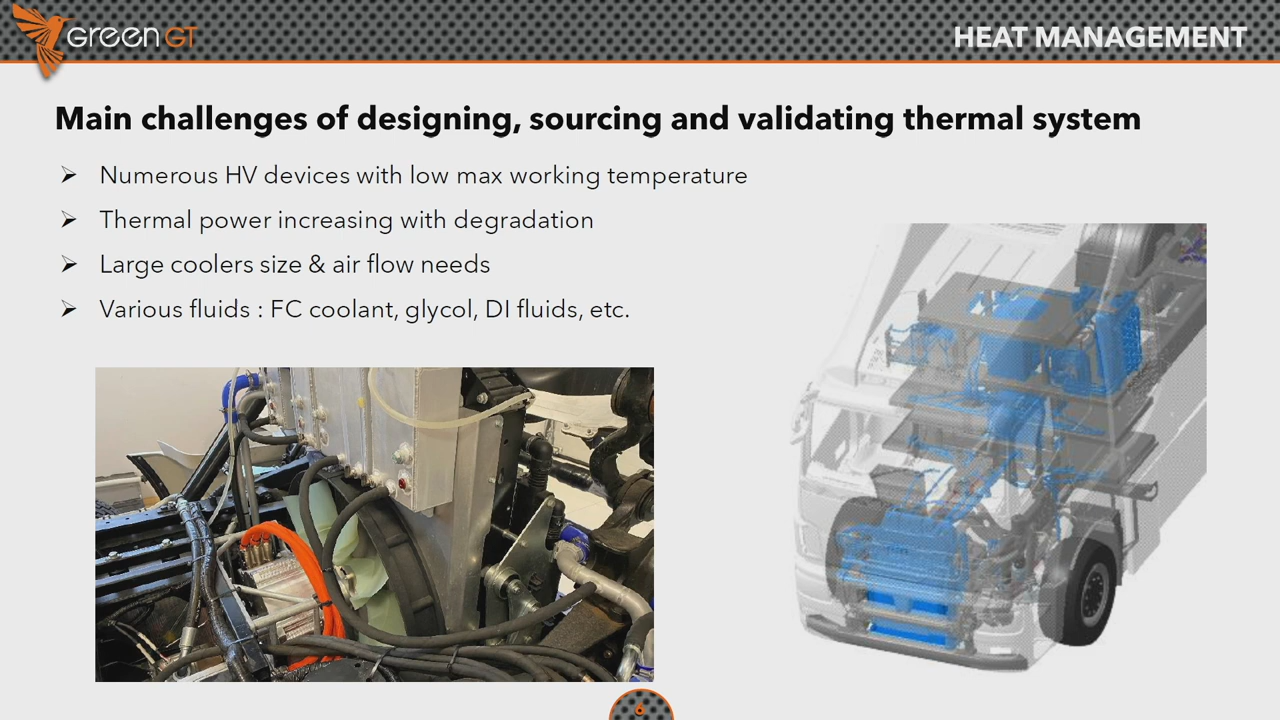 GreenGT
HEAT MANAGEMENT
Main challenges of designing, sourcing and validating thermal system
Numerous HV devices with low max working temperature
Thermal power increasing with degradation
Large coolers size & air flow needs
Various fluids : FC coolant, glycol, DI fluids, etc.
6